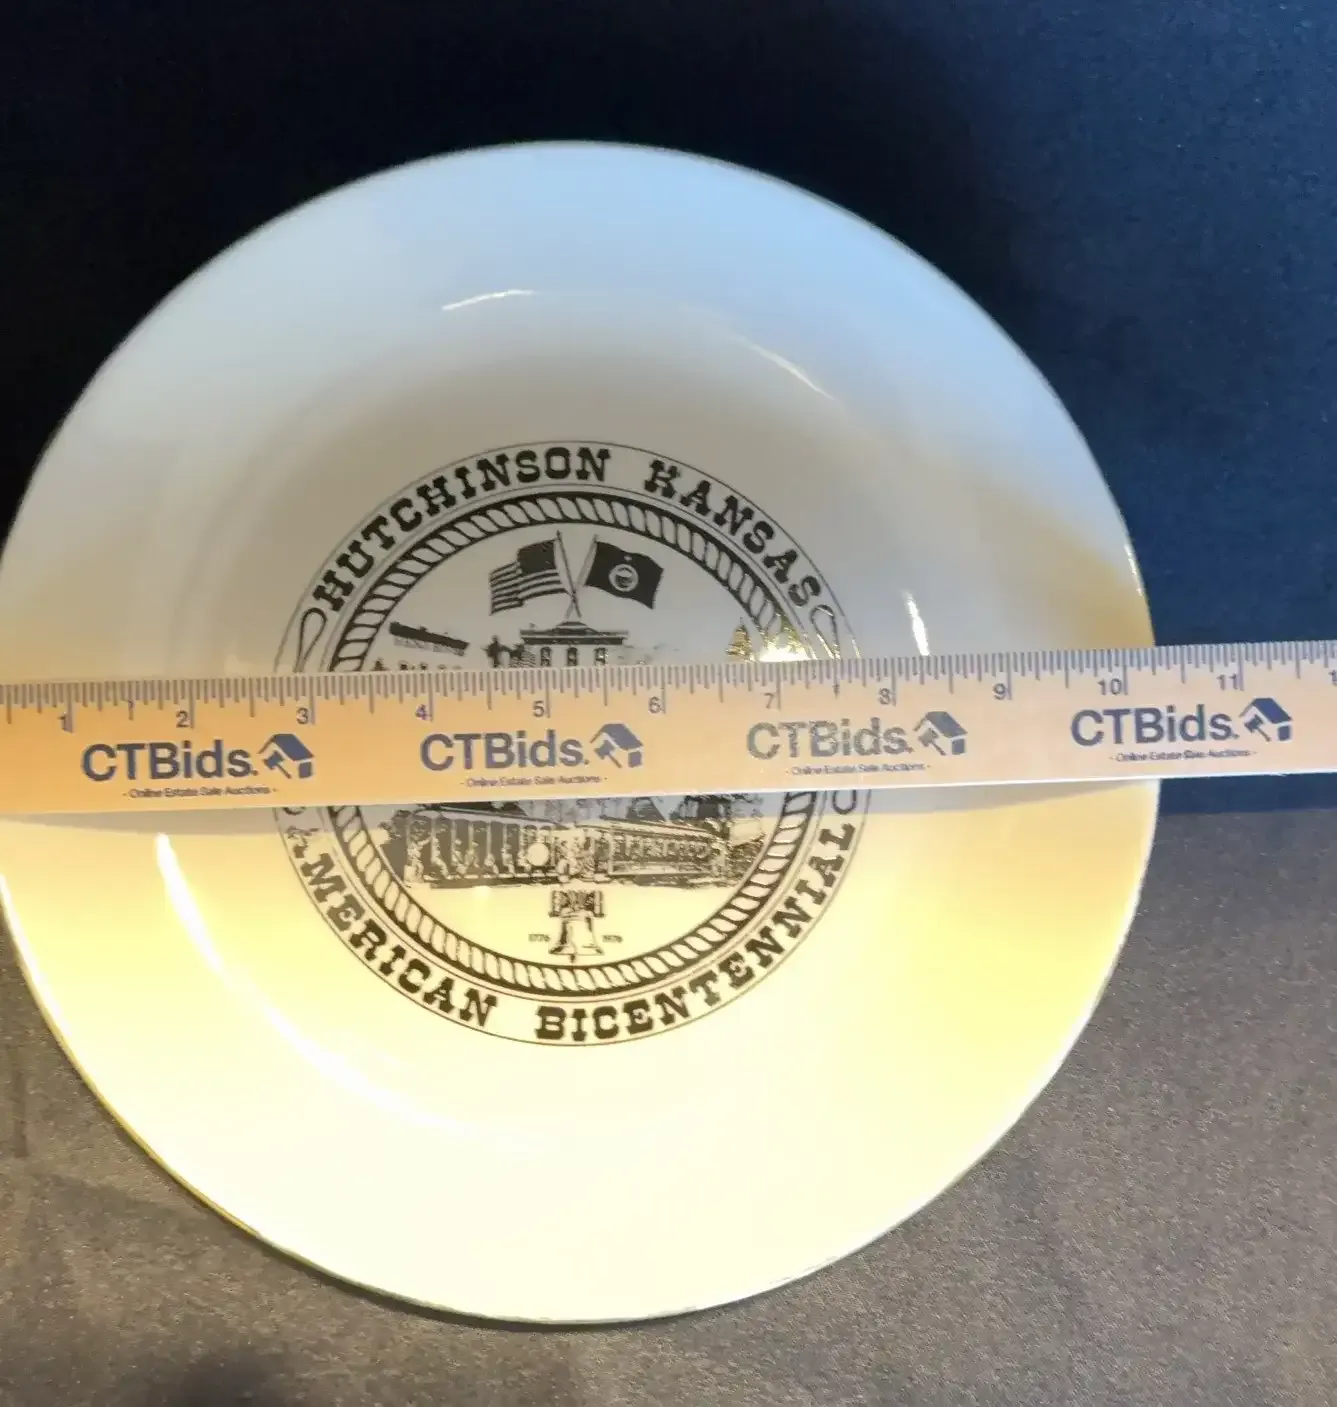 HUTCHINSON KANSAS
1 2 3 4 5 6 7 8 9 10 11
CTBids. CTBids. CTBids. CTBids.
- Online Estate Sale Auctions - - Online Estate Sale Auctions - - Online Estate Sale Auctions - - Online Estate Sale Auctions -
1776 1976
AMERICAN BICENTENNIAL